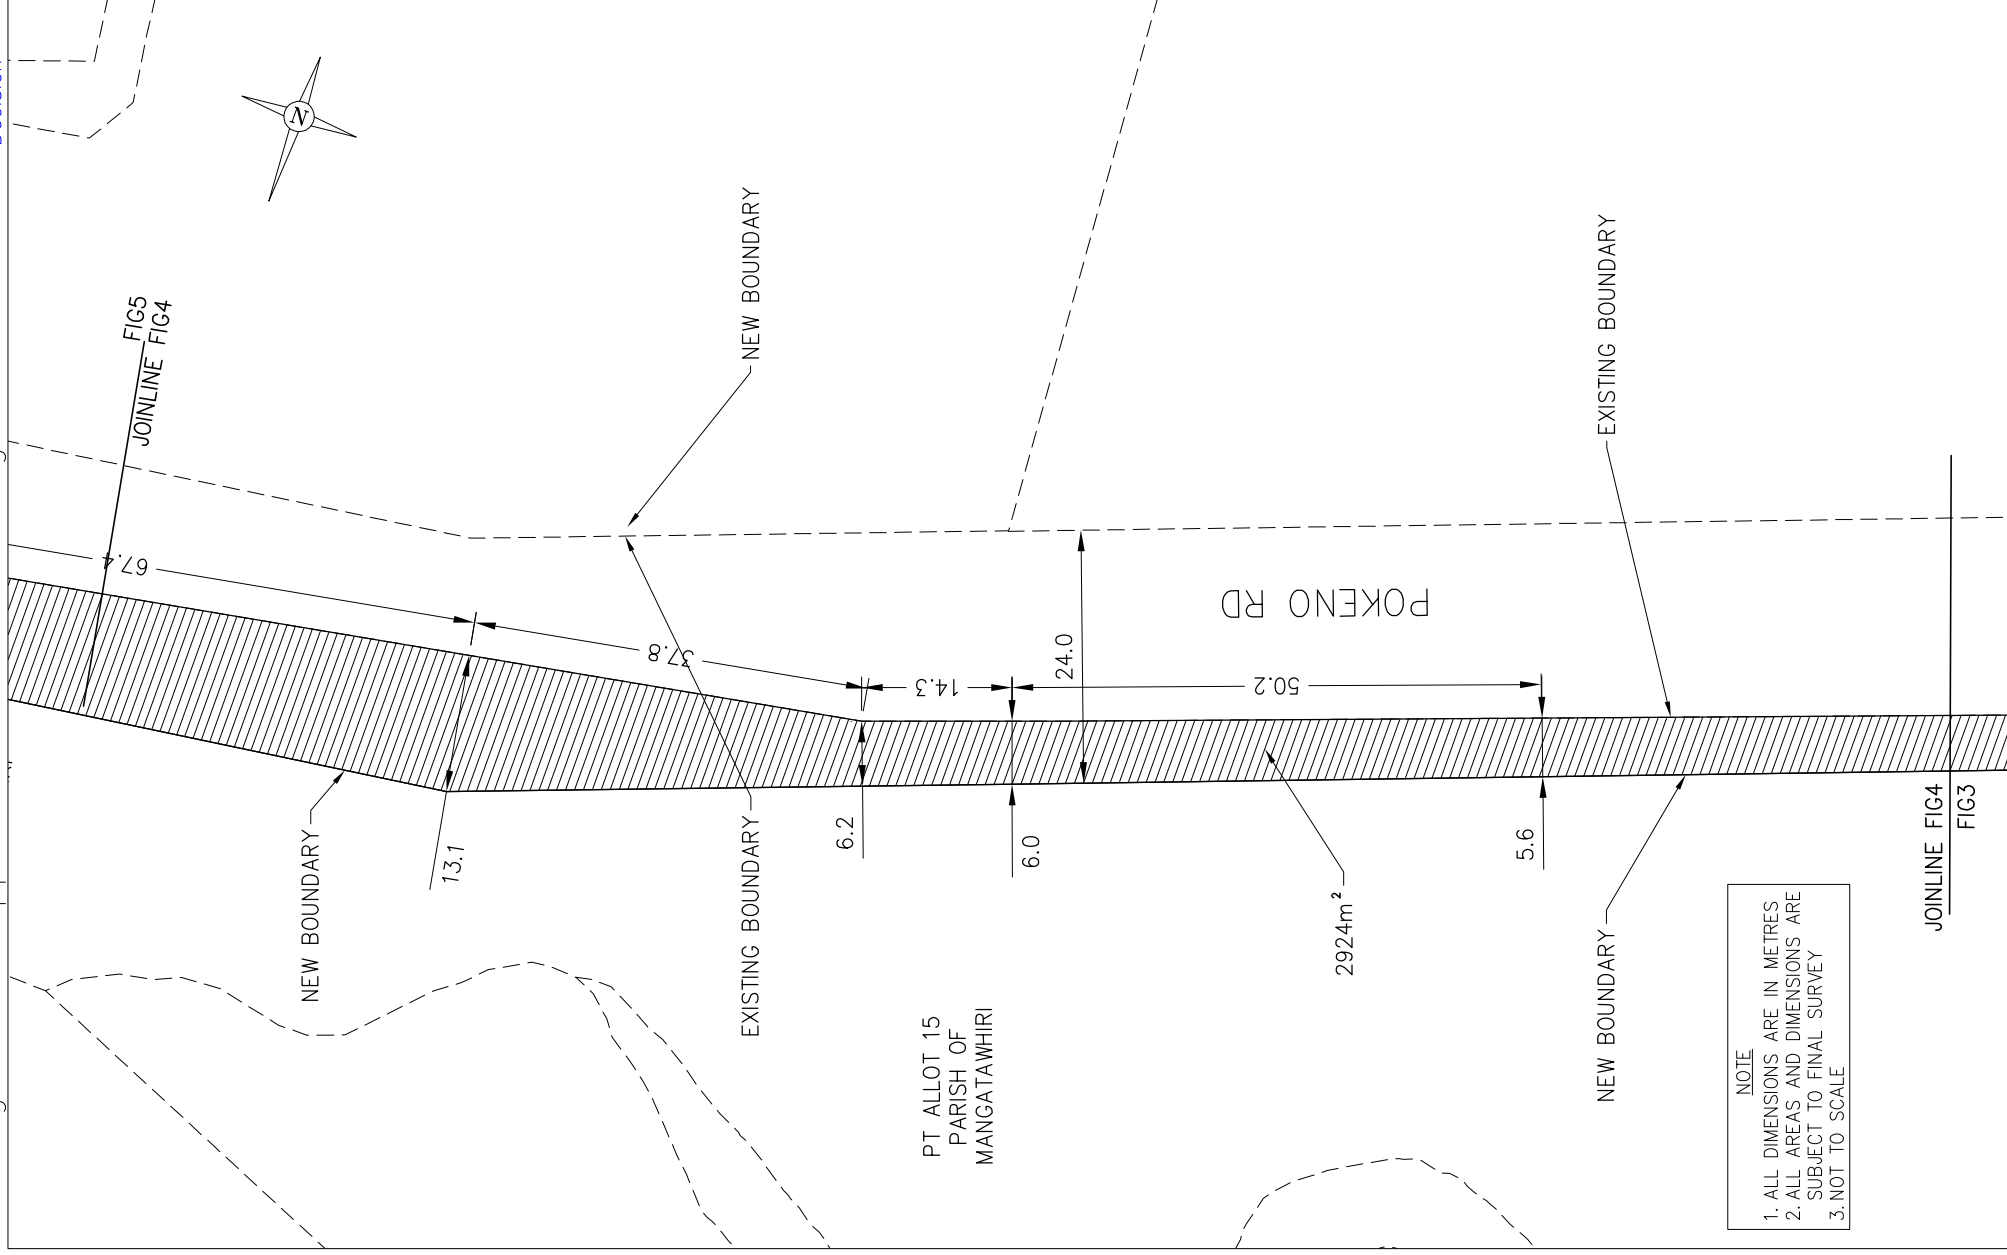 N
FIG5
JOINLINE FIG4
NEW BOUNDARY
EXISTING BOUNDARY
67.4
37.8
14.3
50.2
24.0
POKENO RD
13.1
6.2
6.0
5.6
NEW BOUNDARY
EXISTING BOUNDARY
2924m²
NEW BOUNDARY
PT ALLOT 15
PARISH OF
MANGATAWHIRI
JOINLINE FIG4
FIG3
NOTE
1. ALL DIMENSIONS ARE IN METRES
2. ALL AREAS AND DIMENSIONS ARE
SUBJECT TO FINAL SURVEY
3. NOT TO SCALE